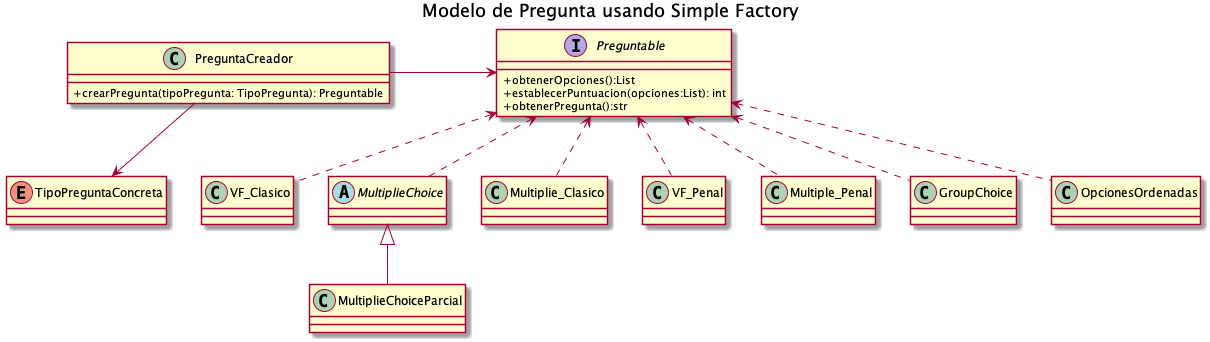 Modelo de Pregunta usando Simple Factory
C PreguntaCreador
+crearPregunta(tipoPregunta: TipoPregunta): Preguntable
I Preguntable
+obtenerOpciones():List
+establecerPuntuacion(opciones:List): int
+obtenerPregunta():str
E TipoPreguntaConcreta
C VF_Clasico
A MultiplieChoice
C Multiplie_Clasico
C VF_Penal
C Multiple_Penal
C GroupChoice
C OpcionesOrdenadas
C MultiplieChoiceParcial